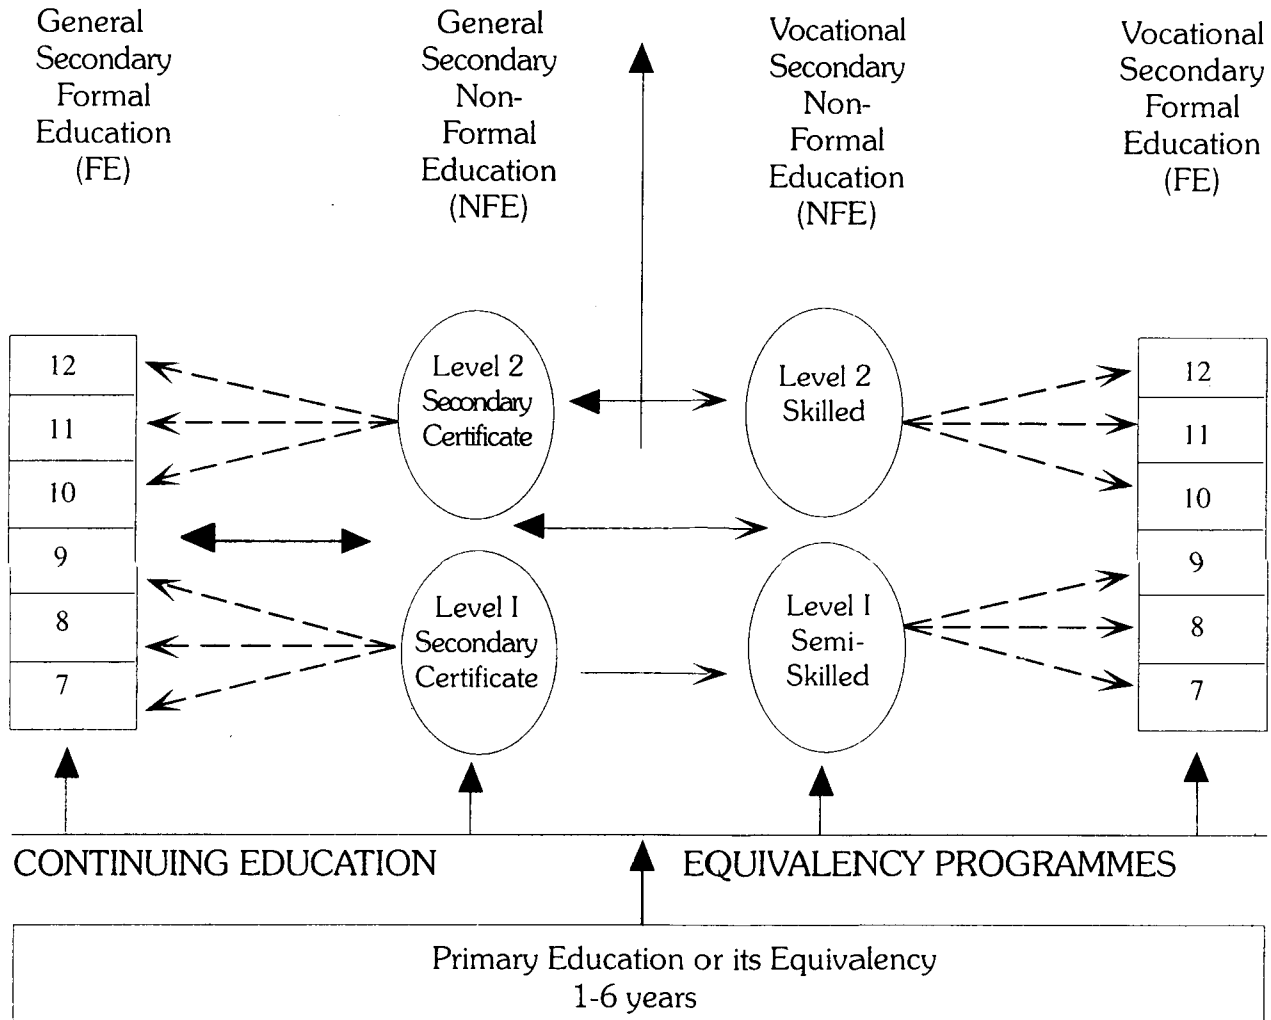 General
Secondary
Formal
Education
(FE)
General
Secondary
Non-
Formal
Education
(NFE)
Vocational
Secondary
Non-
Formal
Education
(NFE)
Vocational
Secondary
Formal
Education
(FE)
12
11
10
9
8
7
Level 2
Secondary
Certificate
Level I
Secondary
Certificate
Level 2
Skilled
Level I
Semi-
Skilled
12
11
10
9
8
7
CONTINUING EDUCATION
EQUIVALENCY PROGRAMMES
Primary Education or its Equivalency
1-6 years